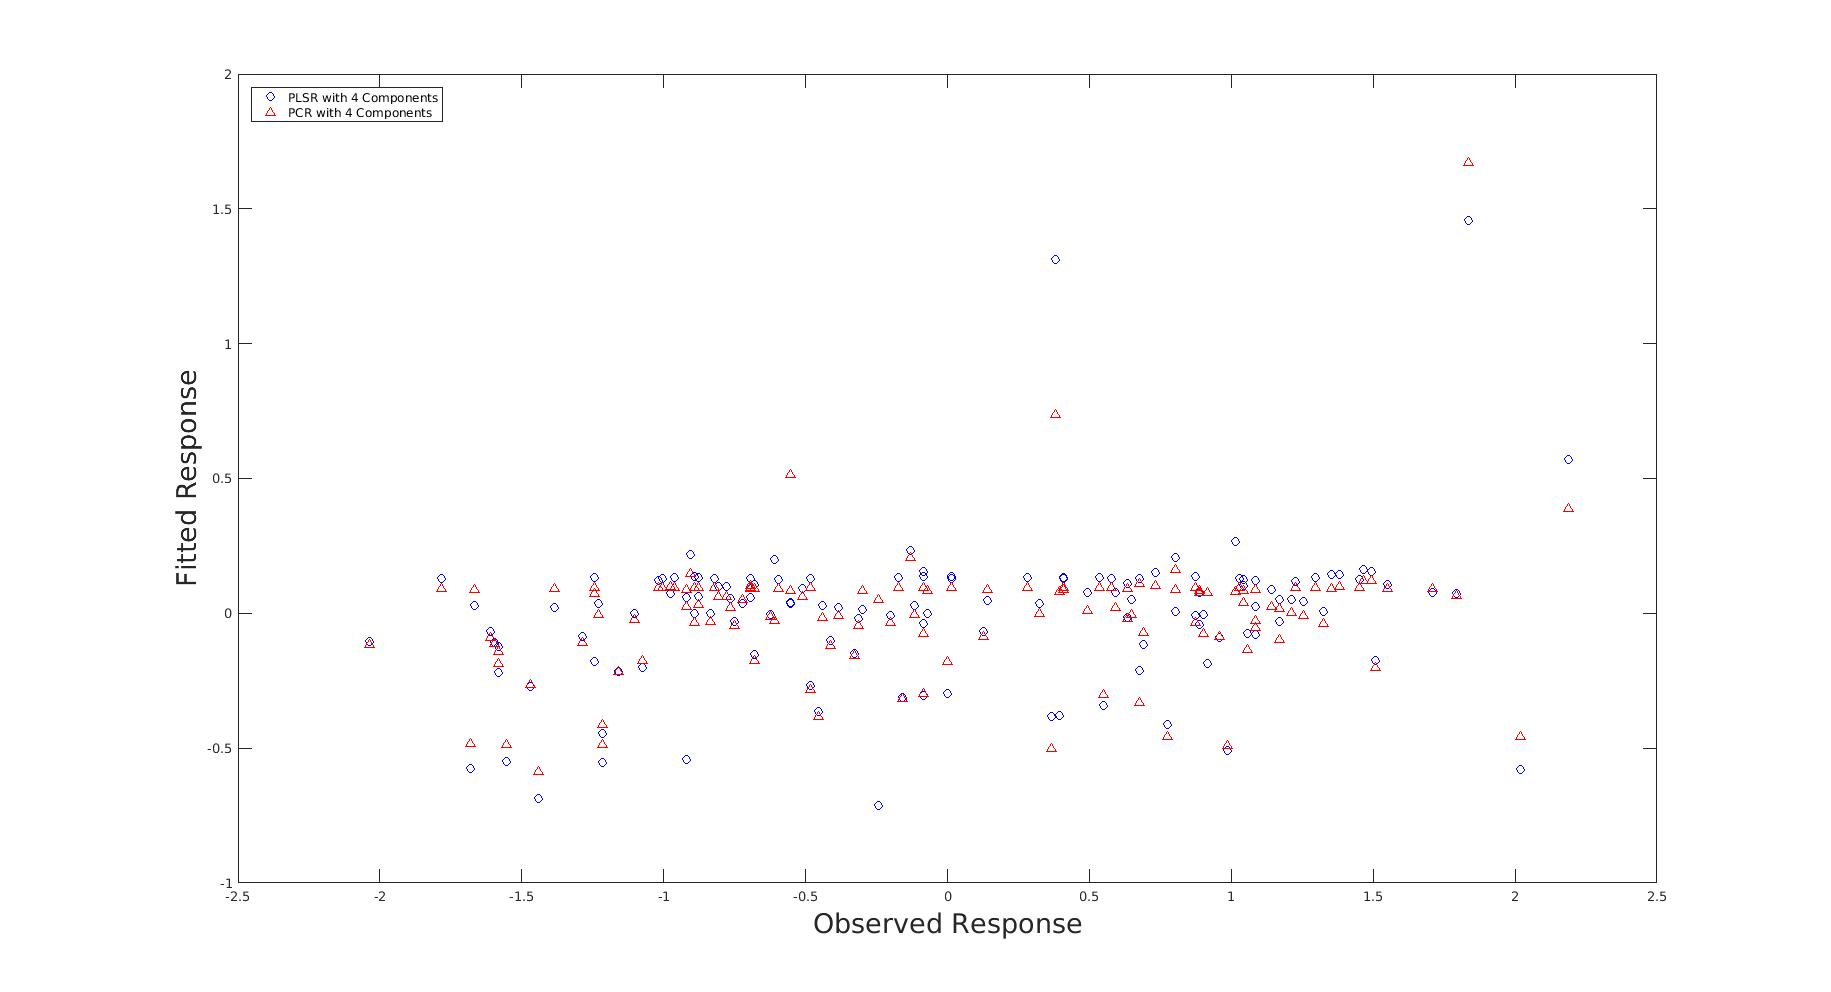 2
PLSR with 4 Components
PCR with 4 Components
1.5
1
0.5
0
-0.5
-1
Fitted Response
-2.5 -2 -1.5 -1 -0.5 0 0.5 1 1.5 2 2.5
Observed Response